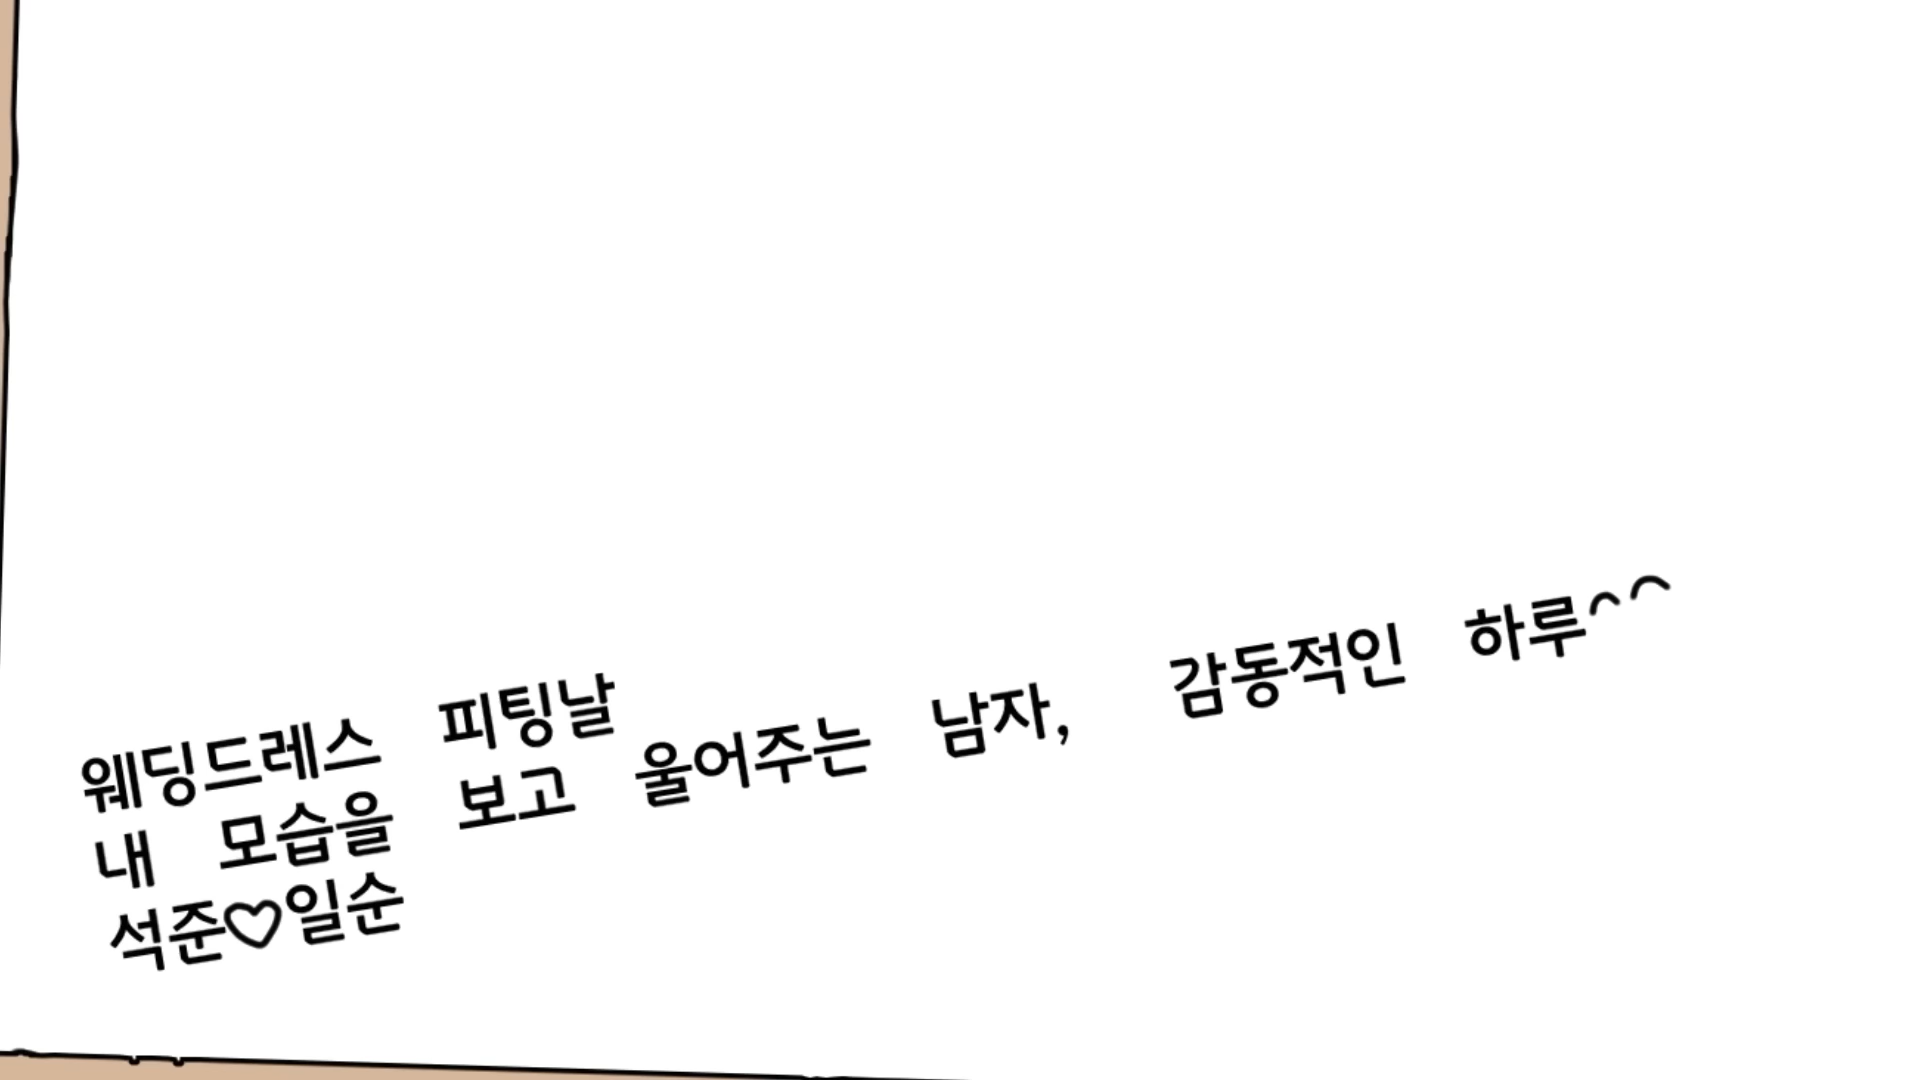 웨딩드레스 피팅날
내 모습을 보고 울어주는 남자, 감동적인 하루^^
석준♡일순